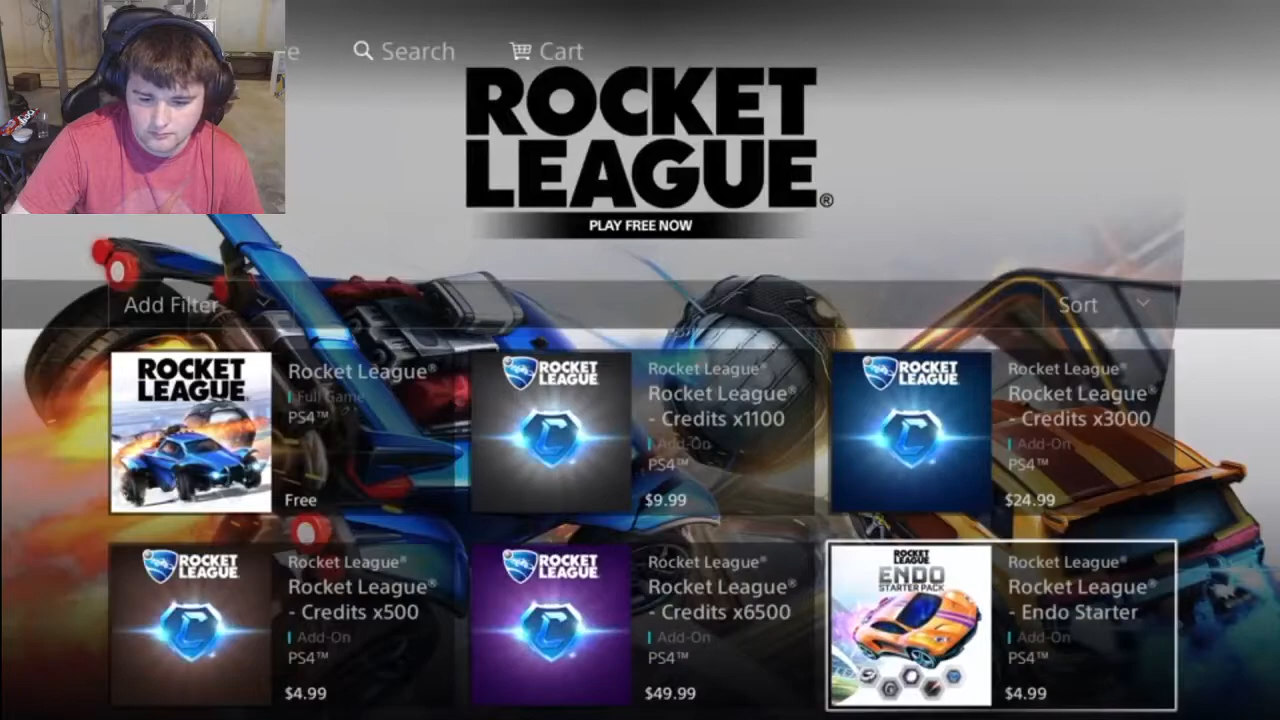 e
Search
Cart
ROCKET
LEAGUE®
PLAY FREE NOW
Add Filter
Sort
ROCKET
LEAGUE
Rocket League®
Full Game
PS4™
Free
ROCKET
LEAGUE
Rocket League®
Rocket League®
- Credits x1100
Add-On
PS4™
$9.99
ROCKET
LEAGUE
Rocket League®
Rocket League®
- Credits x3000
Add-On
PS4™
$24.99
ROCKET
LEAGUE
Rocket League®
Rocket League®
- Credits x500
Add-On
PS4™
$4.99
ROCKET
LEAGUE
Rocket League®
Rocket League®
- Credits x6500
Add-On
PS4™
$49.99
ROCKET
LEAGUE
ENDO
STARTER PACK
Rocket League®
Rocket League®
- Endo Starter
Add-On
PS4™
$4.99